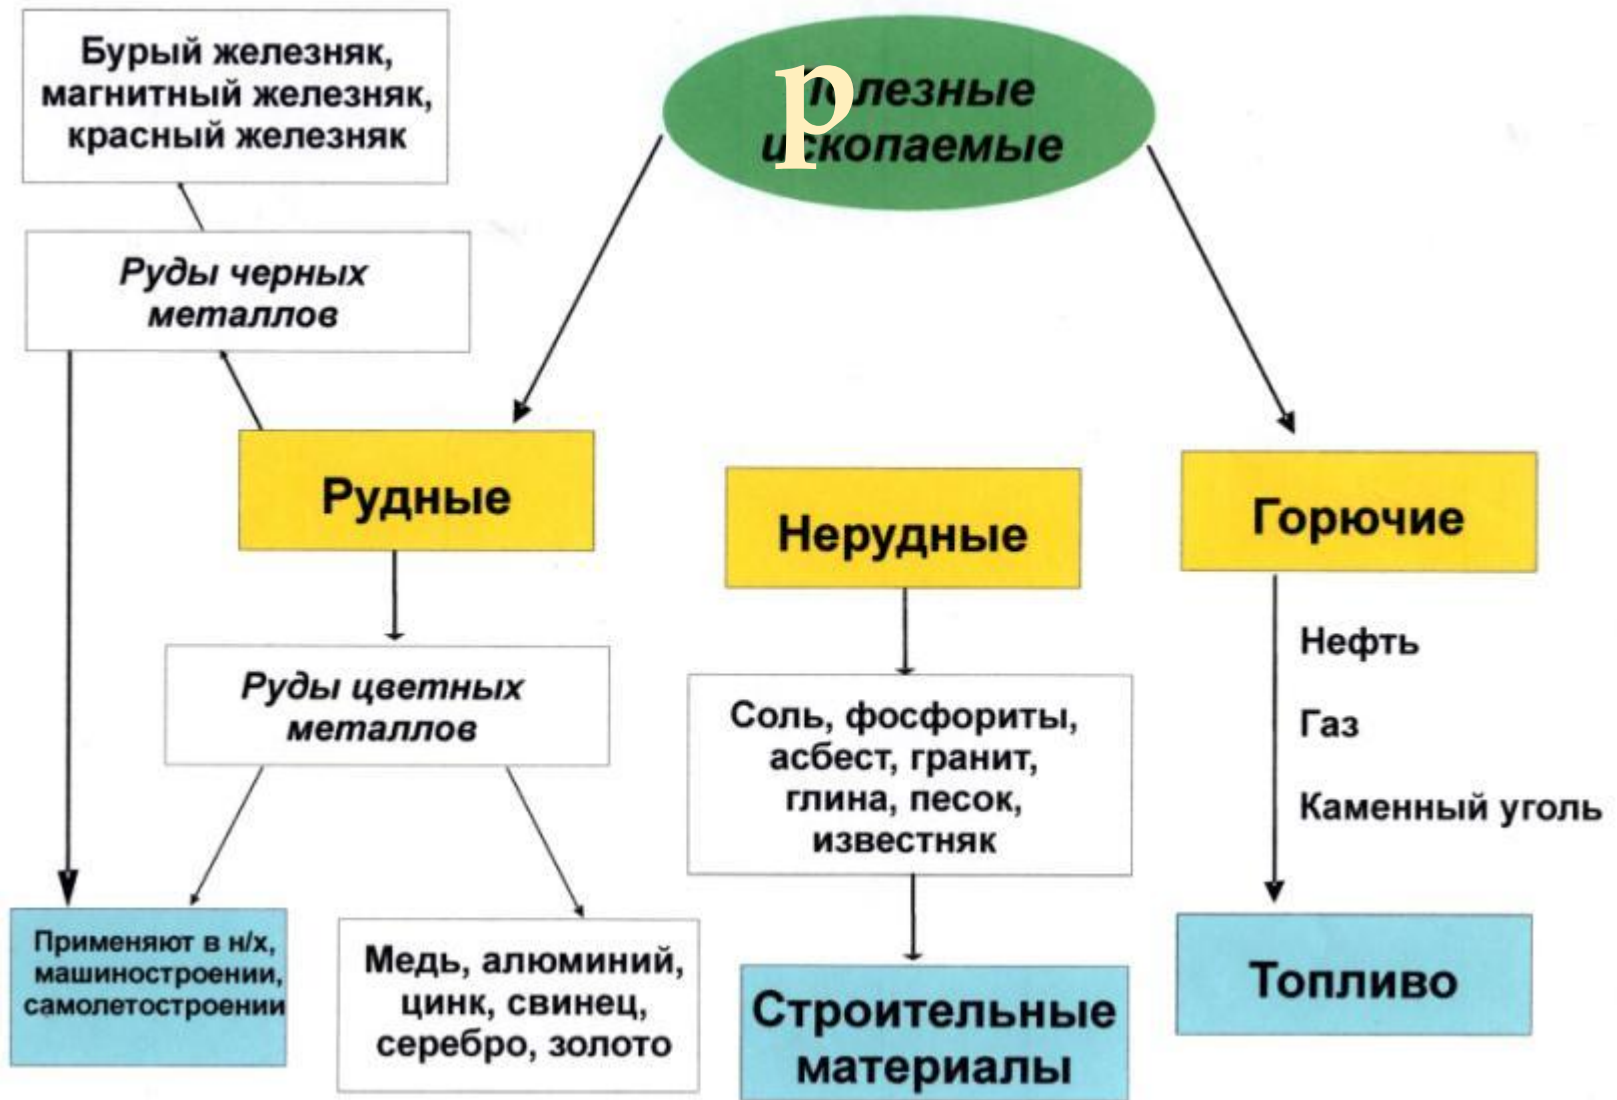 Бурый железняк,
магнитный железняк,
красный железняк
р
Полезные
ископаемые
Руды черных
металлов
Рудные
Нерудные
Горючие
Нефть
Газ
Каменный уголь
Руды цветных
металлов
Соль, фосфориты,
асбест, гранит,
глина, песок,
известняк
Применяют в н/х,
машиностроении,
самолетостроении
Медь, алюминий,
цинк, свинец,
серебро, золото
Строительные
материалы
Топливо